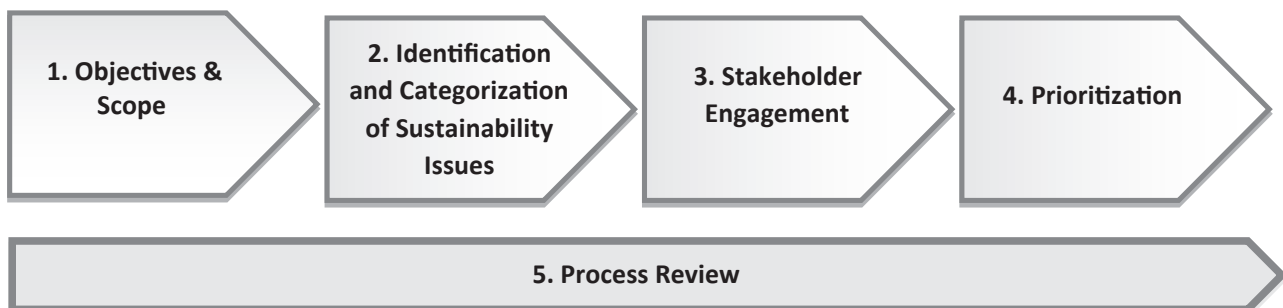 1. Objectives &
Scope
2. Identification
and Categorization
of Sustainability
Issues
3. Stakeholder
Engagement
4. Prioritization
5. Process Review